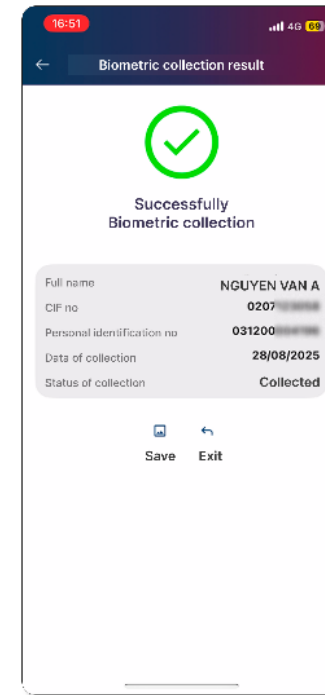 16:51 4G 69
Biometric collection result
Successfully
Biometric collection
Full name NGUYEN VAN A
CIF no 0207
Personal identification no 031200
Data of collection 28/08/2025
Status of collection Collected
Save Exit